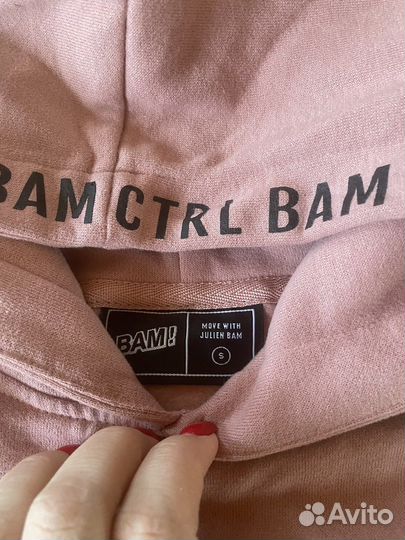 BAM CTRL BAM
BAM!
MOVE WITH
JULIEN BAM
S
Avito